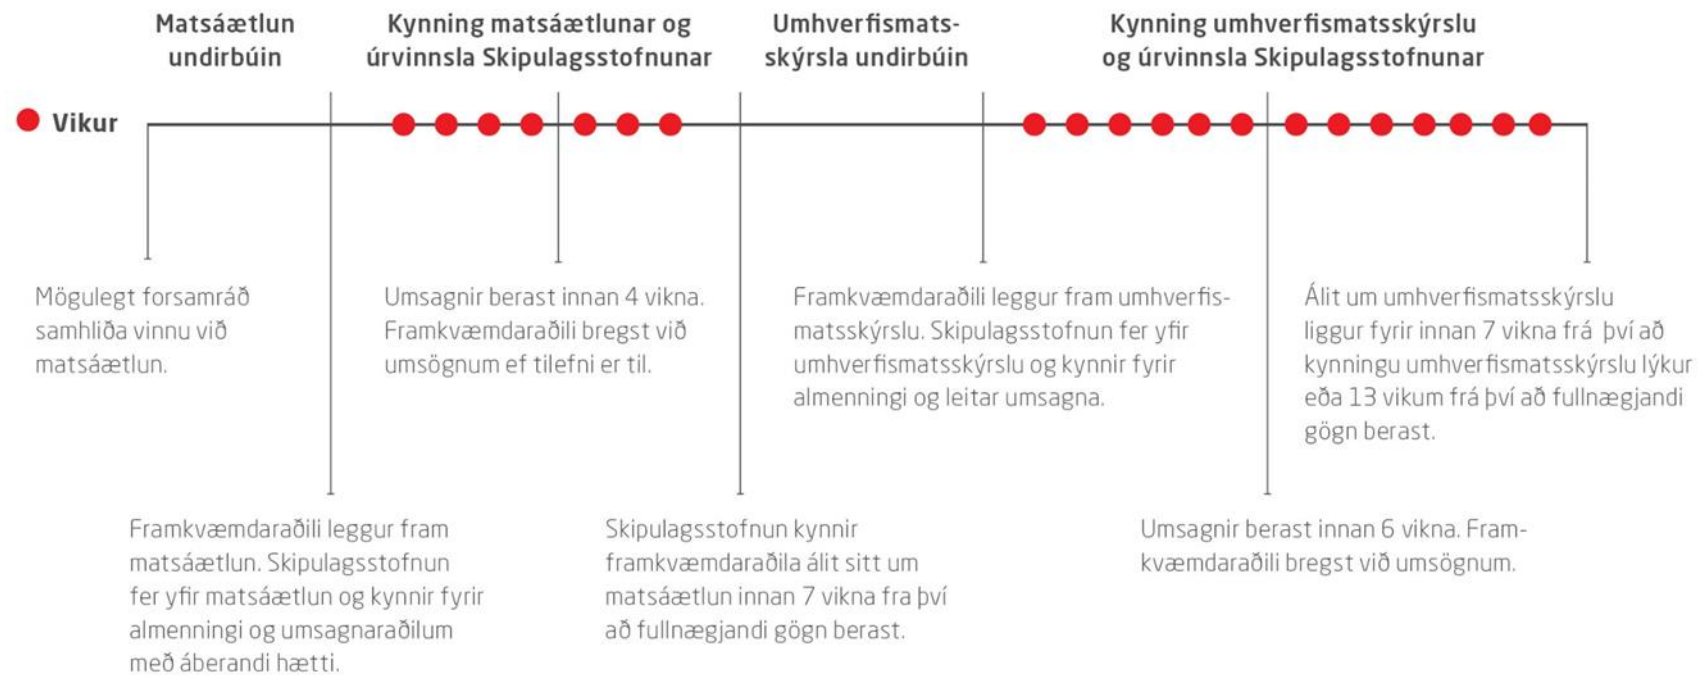 Matsáætlun
undirbúin
Kynning matsáætlunar og
úrvinnsla Skipulagsstofnunar
Umhverfismats-
skýrsla undirbúin
Kynning umhverfismatsskýrslu
og úrvinnsla Skipulagsstofnunar
Vikur
Mögulegt forsamráð
samhliða vinnu við
matsáætlun.
Umsagnir berast innan 4 vikna.
Framkvæmdaraðili bregst við
umsögnum ef tilefni er til.
Framkvæmdaraðili leggur fram umhverfis-
matsskýrslu. Skipulagsstofnun fer yfir
umhverfismatsskýrslu og kynnir fyrir
almenningi og leitar umsagna.
Álit um umhverfismatsskýrslu
liggur fyrir innan 7 vikna frá því að
kynningu umhverfismatsskýrslu lýkur
eða 13 vikum frá því að fullnægjandi
gögn berast.
Framkvæmdaraðili leggur fram
matsáætlun. Skipulagsstofnun
fer yfir matsáætlun og kynnir fyrir
almenningi og umsagnaraðilum
með áberandi hætti.
Skipulagsstofnun kynnir
framkvæmdaraðila álit sitt um
matsáætlun innan 7 vikna fra því
að fullnægjandi gögn berast.
Umsagnir berast innan 6 vikna. Fram-
kvæmdaraðili bregst við umsögnum.